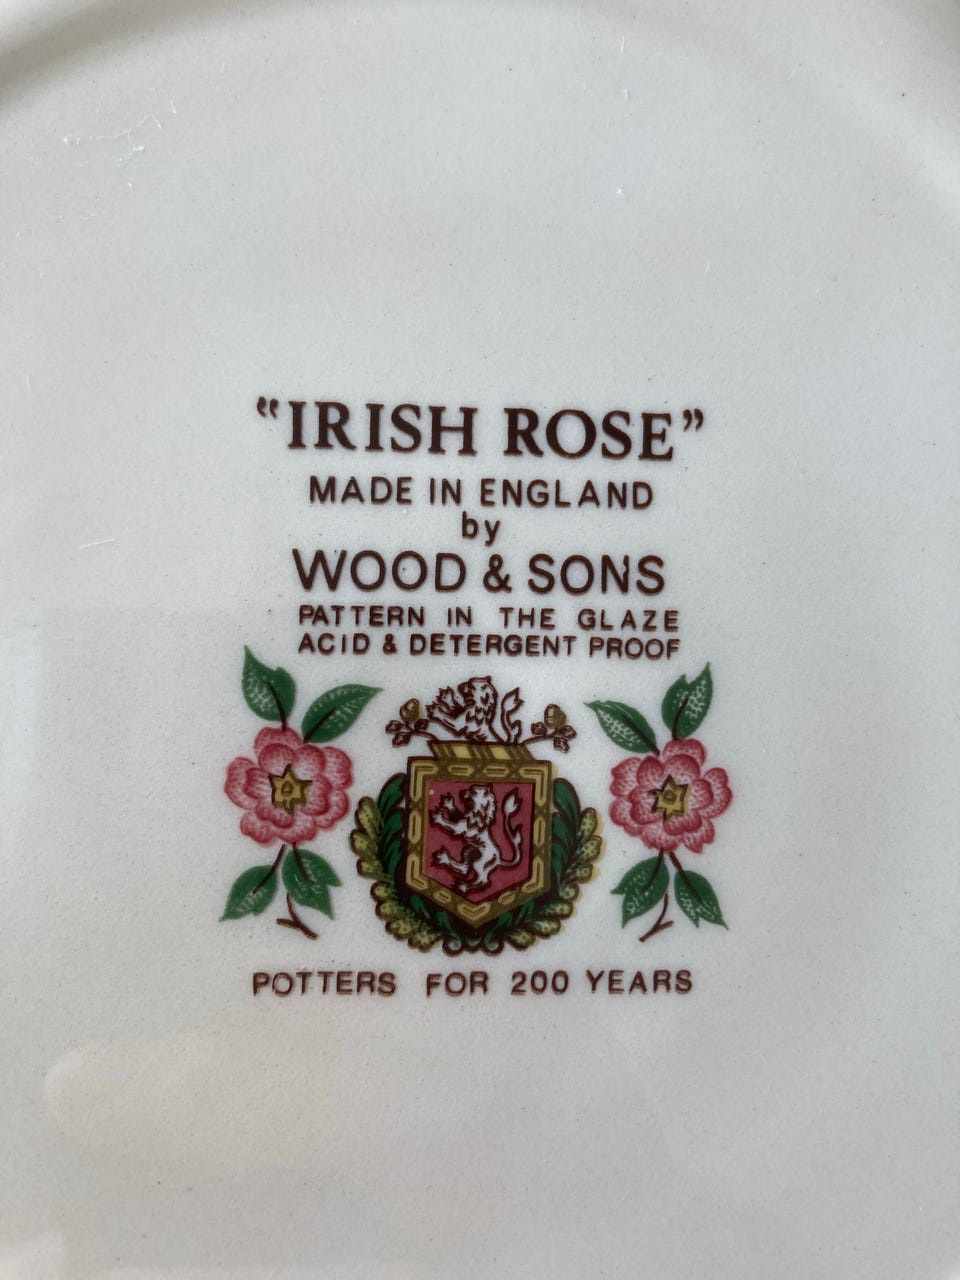 “IRISH ROSE”
MADE IN ENGLAND
by
WOOD & SONS
PATTERN IN THE GLAZE
ACID & DETERGENT PROOF
POTTERS FOR 200 YEARS